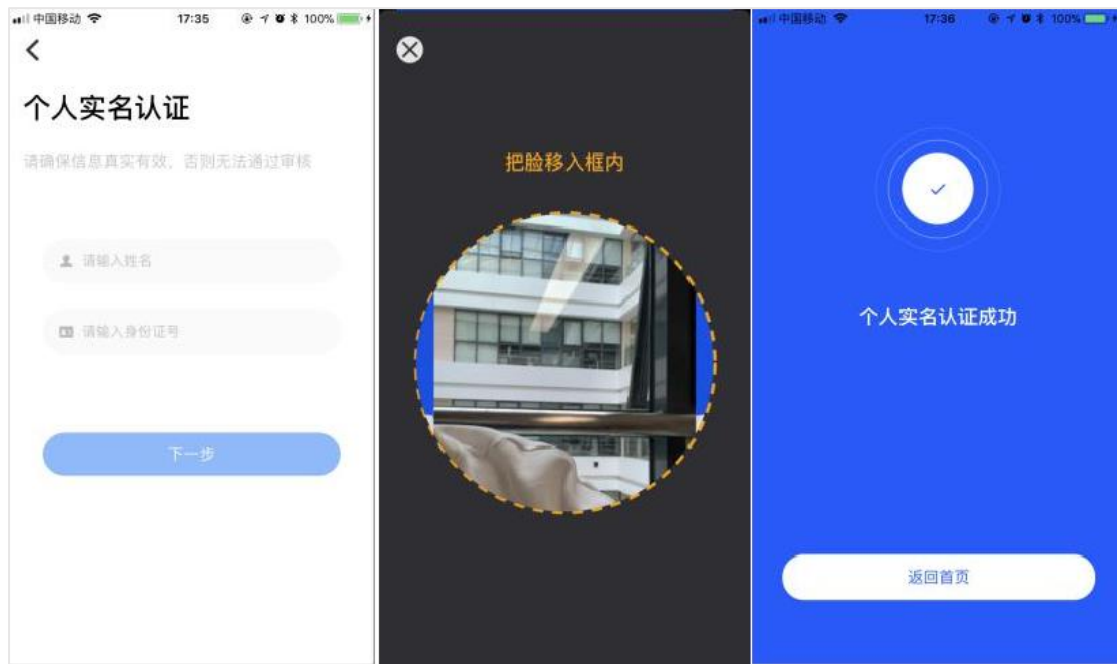 中国移动 17:35 100%
个人实名认证
请确保信息真实有效，否则无法通过审核
请输入姓名
请输入身份证号
下一步
把脸移入框内
中国移动 17:36 100%
个人实名认证成功
返回首页